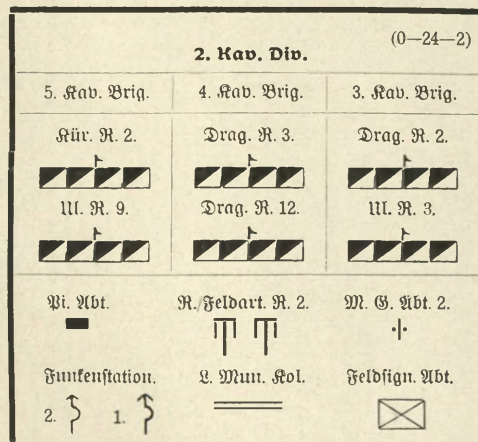 (0—24—2)
2. Kav. Div.
5. Kav. Brig. 4. Kav. Brig. 3. Kav. Brig.
Kür. R. 2. Drag. R. 3. Drag. R. 2.
Ul. R. 9. Drag. R. 12. Ul. R. 3.
Pi. Abt. R./Feldart. R. 2. M. G. Abt. 2.
Funkenstation. L. Mun. Kol. Feldsign. Abt.
2. 1.